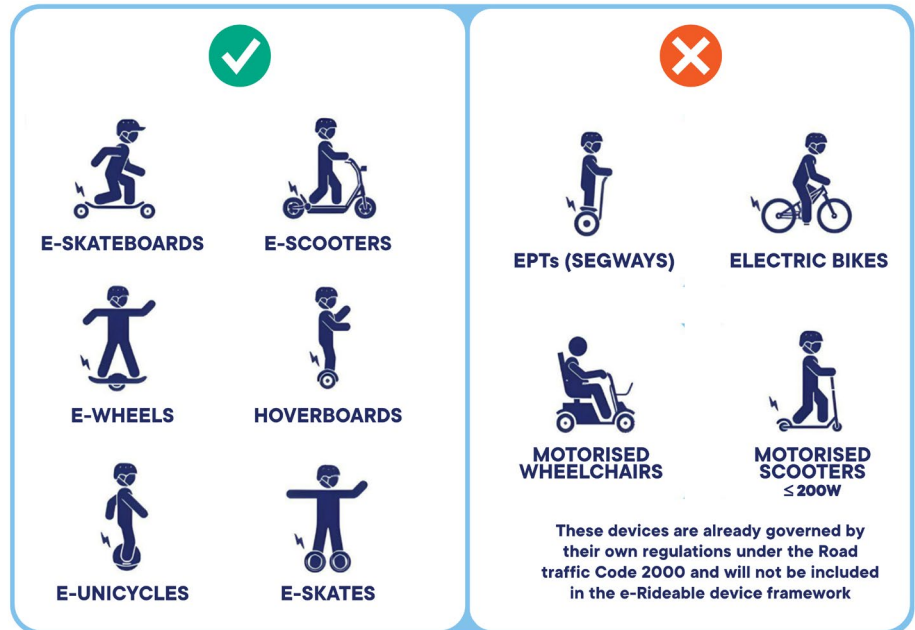 E-SKATEBOARDS
E-SCOOTERS
E-WHEELS
HOVERBOARDS
E-UNICYCLES
E-SKATES
EPTs (SEGWAYS)
ELECTRIC BIKES
MOTORISED
WHEELCHAIRS
MOTORISED
SCOOTERS
≤ 200W
These devices are already governed by
their own regulations under the Road
traffic Code 2000 and will not be included
in the e-Rideable device framework